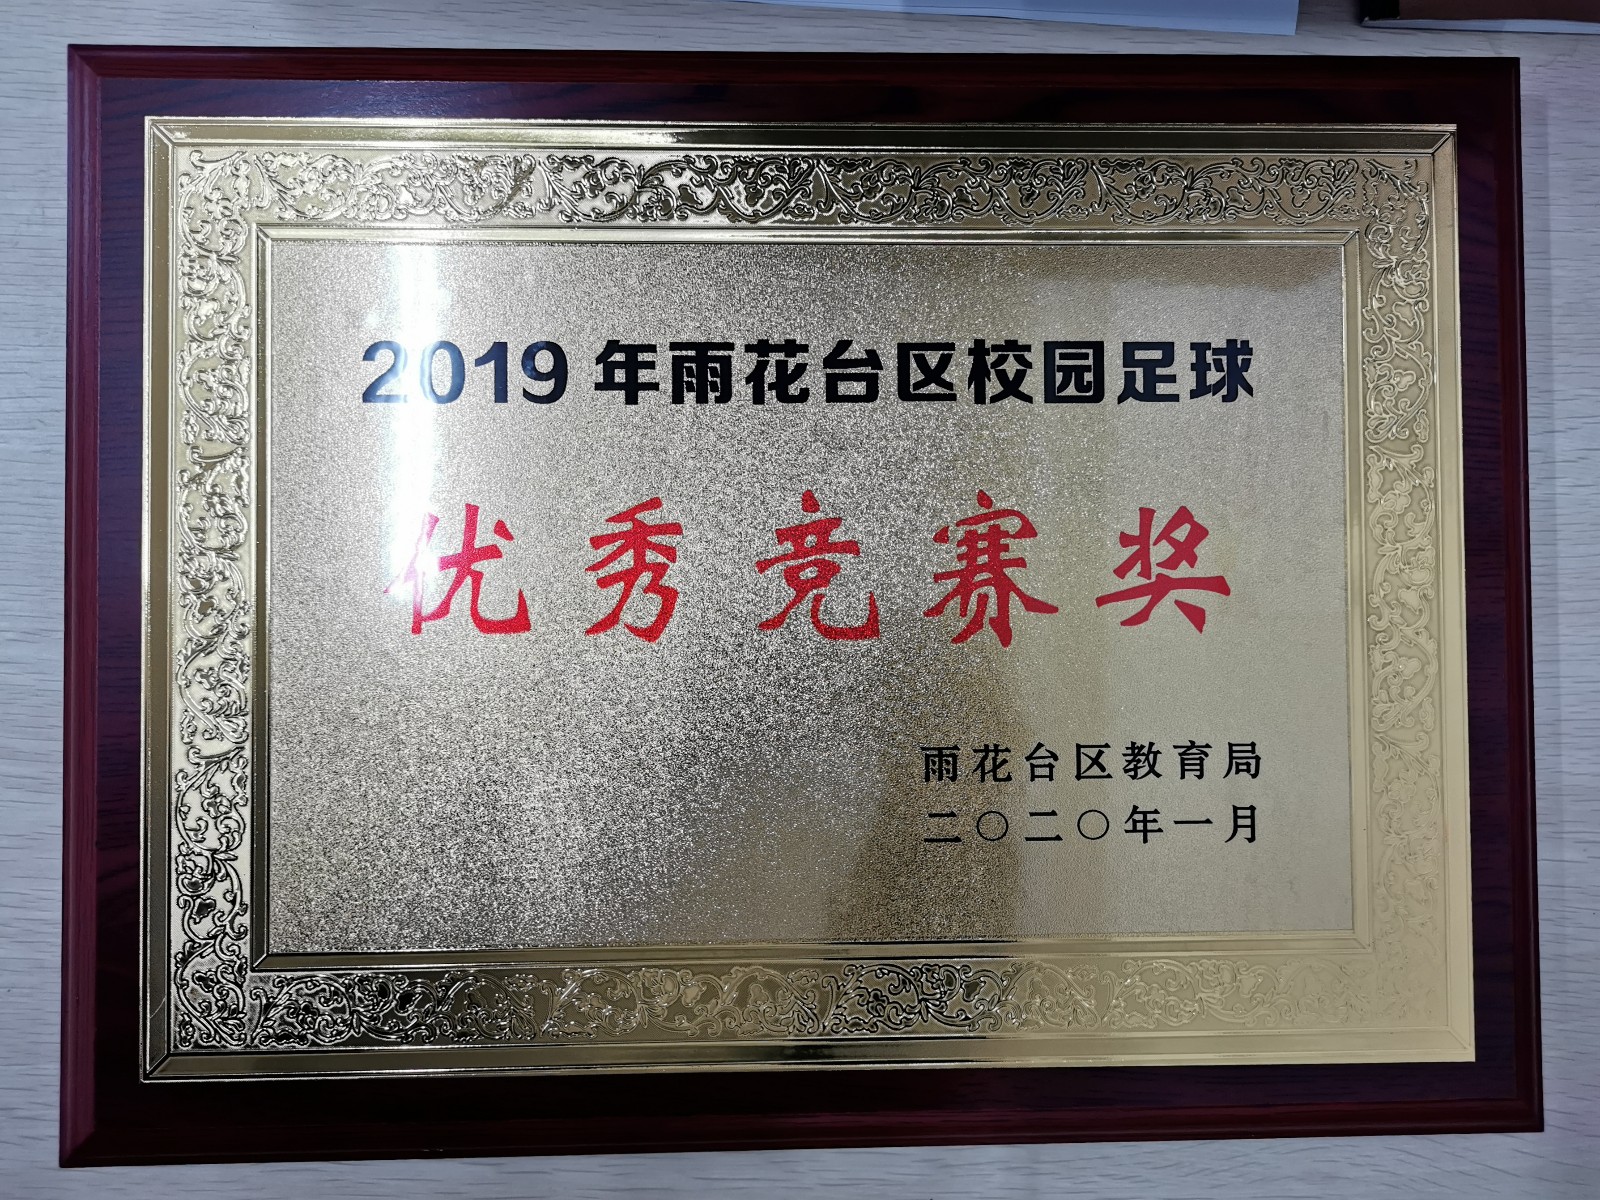 2019年雨花台区校园足球
优秀竞赛奖
雨花台区教育局
二〇二〇年一月